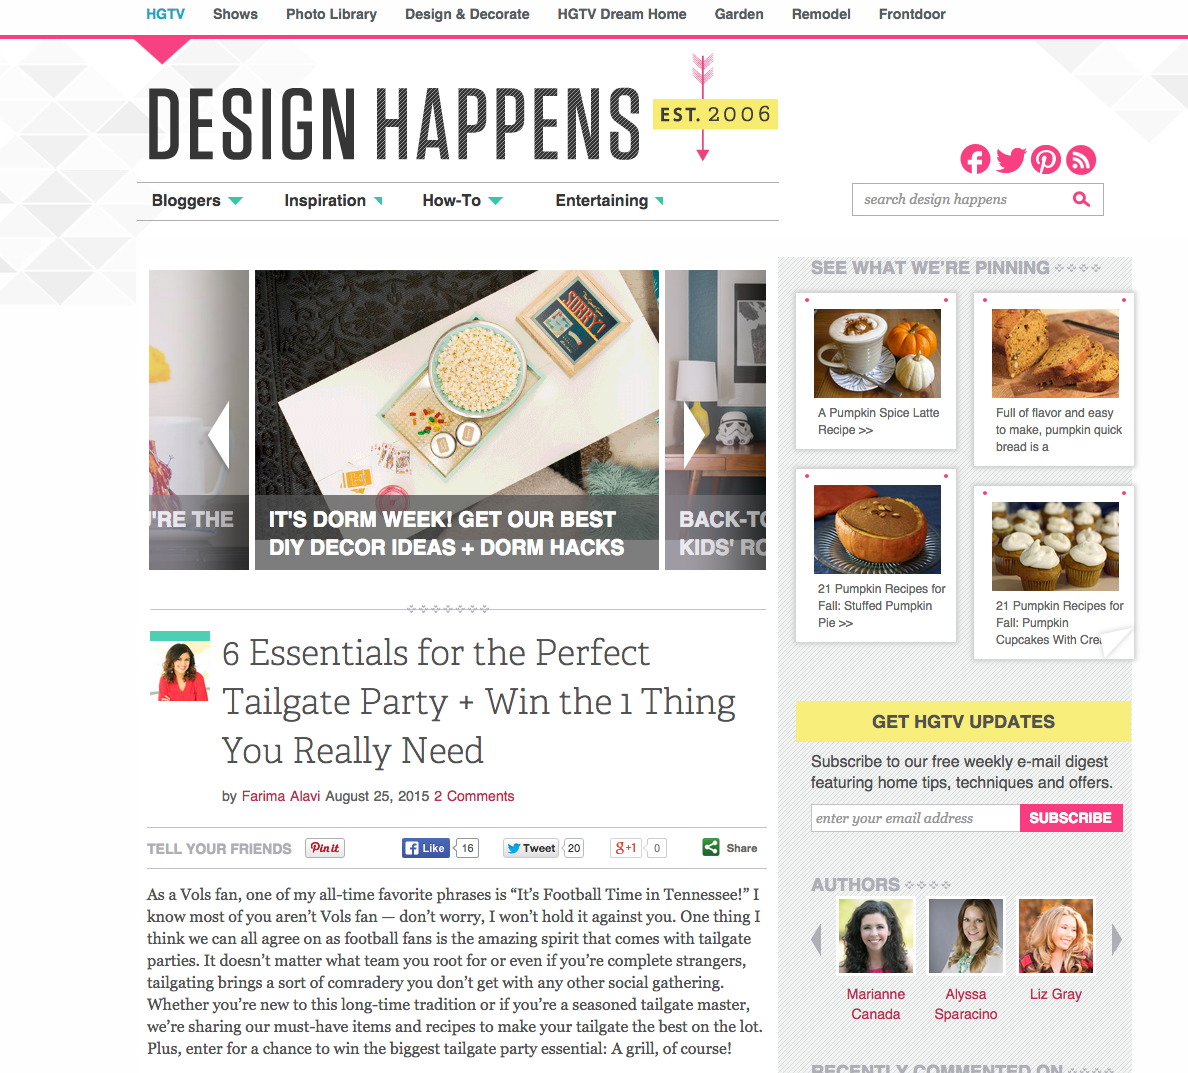 HGTV Shows Photo Library Design & Decorate HGTV Dream Home Garden Remodel Frontdoor
DESIGN HAPPENS
EST. 2006
search design happens
Bloggers Inspiration How-To Entertaining
'RE THE
SORRY!
IT'S DORM WEEK! GET OUR BEST
DIY DECOR IDEAS + DORM HACKS
BACK-TO
KIDS' RO
6 Essentials for the Perfect
Tailgate Party + Win the 1 Thing
You Really Need
by Farima Alavi August 25, 2015 2 Comments
TELL YOUR FRIENDS Pin it Like 16 Tweet 20 g+1 0 Share
As a Vols fan, one of my all-time favorite phrases is “It’s Football Time in Tennessee!” I
know most of you aren’t Vols fan — don’t worry, I won’t hold it against you. One thing I
think we can all agree on as football fans is the amazing spirit that comes with tailgate
parties. It doesn’t matter what team you root for or even if you’re complete strangers,
tailgating brings a sort of comradery you don’t get with any other social gathering.
Whether you’re new to this long-time tradition or if you’re a seasoned tailgate master,
we’re sharing our must-have items and recipes to make your tailgate the best on the lot.
Plus, enter for a chance to win the biggest tailgate party essential: A grill, of course!
SEE WHAT WE’RE PINNING
A Pumpkin Spice Latte
Recipe >>
Full of flavor and easy
to make, pumpkin quick
bread is a
21 Pumpkin Recipes for
Fall: Stuffed Pumpkin
Pie >>
21 Pumpkin Recipes for
Fall: Pumpkin
Cupcakes With Cre
GET HGTV UPDATES
Subscribe to our free weekly e-mail digest
featuring home tips, techniques and offers.
enter your email address SUBSCRIBE
AUTHORS
Marianne
Canada
Alyssa
Sparacino
Liz Gray
RECENTLY COMMENTED ON